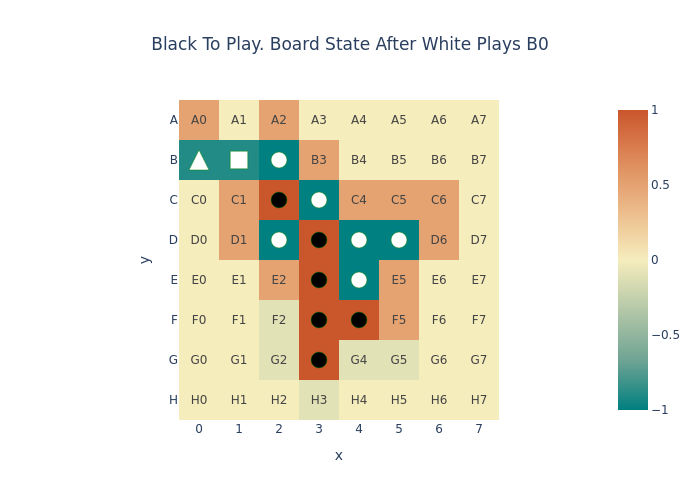 Black To Play. Board State After White Plays B0
A A0 A1 A2 A3 A4 A5 A6 A7
B B3 B4 B5 B6 B7
C C0 C1 C4 C5 C6 C7
D D0 D1 D6 D7
E E0 E1 E2 E5 E6 E7
F F0 F1 F2 F5 F6 F7
G G0 G1 G2 G4 G5 G6 G7
H H0 H1 H2 H3 H4 H5 H6 H7
0 1 2 3 4 5 6 7
x
y
1
0.5
0
−0.5
−1